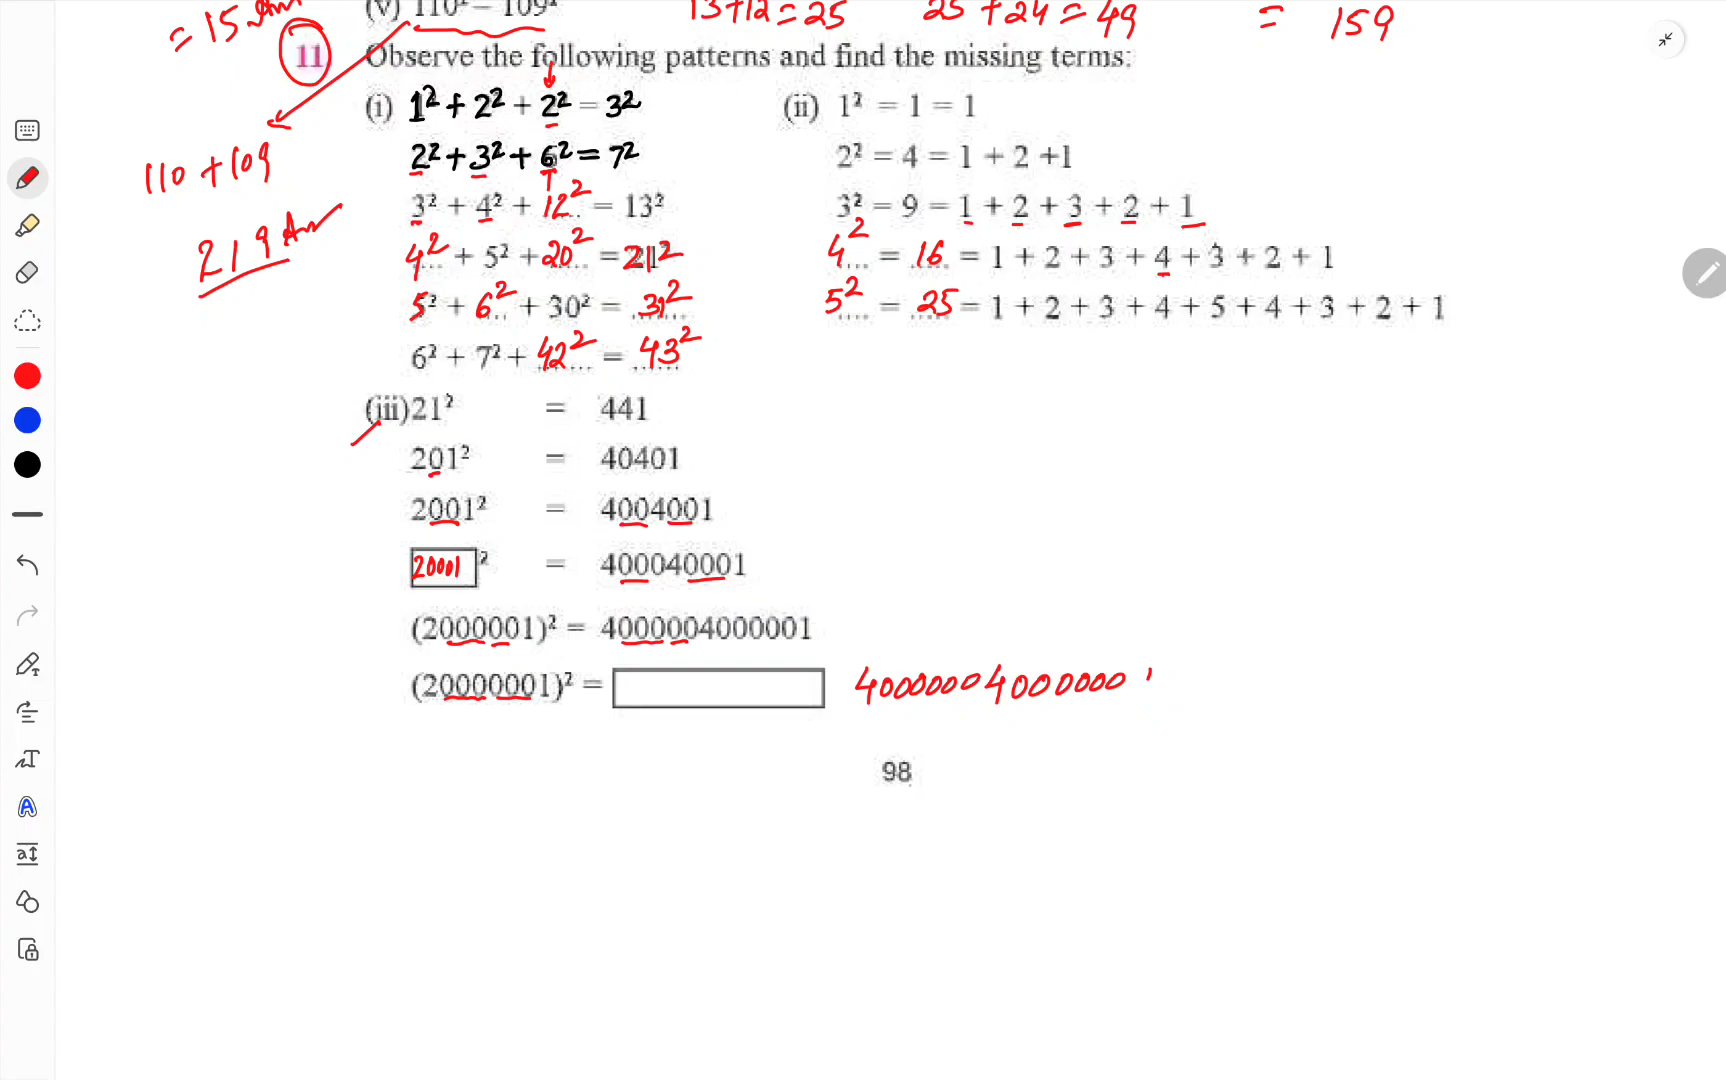 = 15 Ans (v) 110² − 109² 13+12=25 25+24=49 = 159
11 Observe the following patterns and find the missing terms:
(i) 1² + 2² + 2² = 3² (ii) 1² = 1 = 1
2² + 3² + 6² = 7² 2² = 4 = 1 + 2 +1
110 + 109
3² + 4² + 12² = 13² 3² = 9 = 1 + 2 + 3 + 2 + 1
219 Ans
4² + 5² + 20² = 21² 4² = 16 = 1 + 2 + 3 + 4 + 3 + 2 + 1
5² + 6² + 30² = 31² 5² = 25 = 1 + 2 + 3 + 4 + 5 + 4 + 3 + 2 + 1
6² + 7² + 42² = 43²
(iii) 21² = 441
201² = 40401
2001² = 4004001
20001² = 400040001
(2000001)² = 4000004000001
(20000001)² = 400000040000001
98